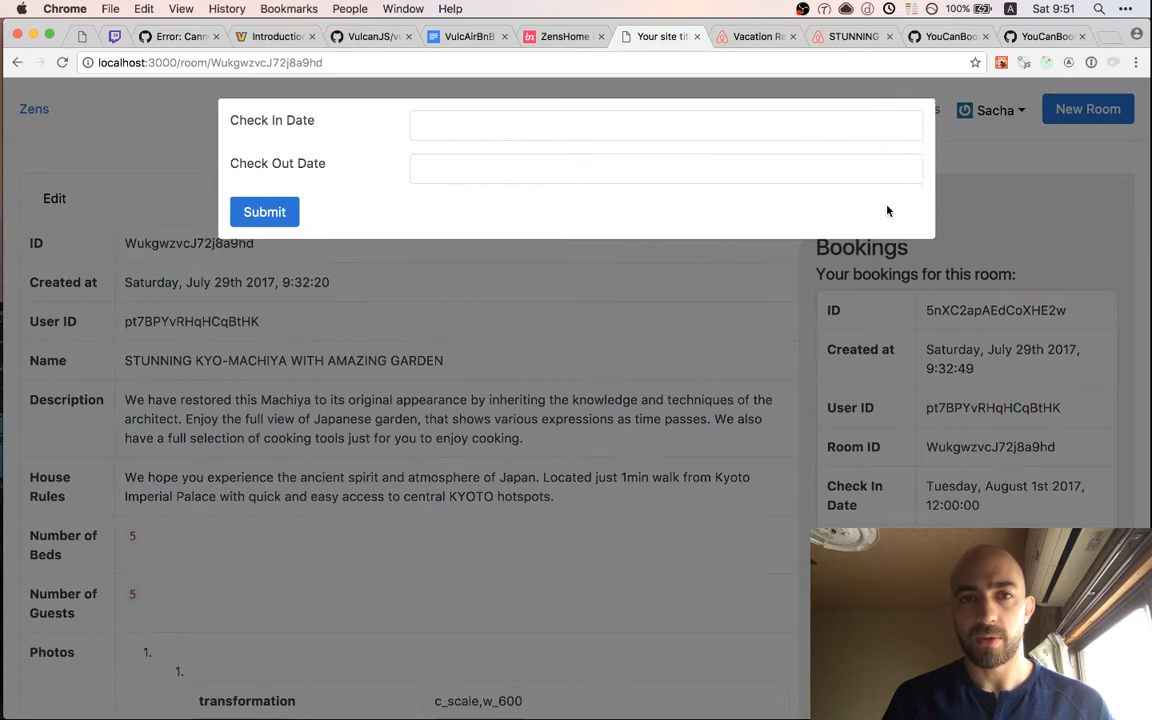 Chrome File Edit View History Bookmarks People Window Help 100% A Sat 9:51
Error: Cann Introduction VulcanJS/vu VulcAirBnB ZensHome Your site tit Vacation Re STUNNING YouCanBoo YouCanBoo
localhost:3000/room/WukgwzvcJ72j8a9hd
Zens
Sacha
New Room
Check In Date
Check Out Date
Submit
Edit
ID WukgwzvcJ72j8a9hd
Created at Saturday, July 29th 2017, 9:32:20
User ID pt7BPYvRHqHCqBtHK
Name STUNNING KYO-MACHIYA WITH AMAZING GARDEN
Description We have restored this Machiya to its original appearance by inheriting the knowledge and techniques of the
architect. Enjoy the full view of Japanese garden, that shows various expressions as time passes. We also
have a full selection of cooking tools just for you to enjoy cooking.
House We hope you experience the ancient spirit and atmosphere of Japan. Located just 1min walk from Kyoto
Rules Imperial Palace with quick and easy access to central KYOTO hotspots.
Number of 5
Beds
Number of 5
Guests
Photos 1.
1.
transformation c_scale,w_600
Bookings
Your bookings for this room:
ID 5nXC2apAEdCoXHE2w
Created at Saturday, July 29th 2017,
9:32:49
User ID pt7BPYvRHqHCqBtHK
Room ID WukgwzvcJ72j8a9hd
Check In Tuesday, August 1st 2017,
Date 12:00:00